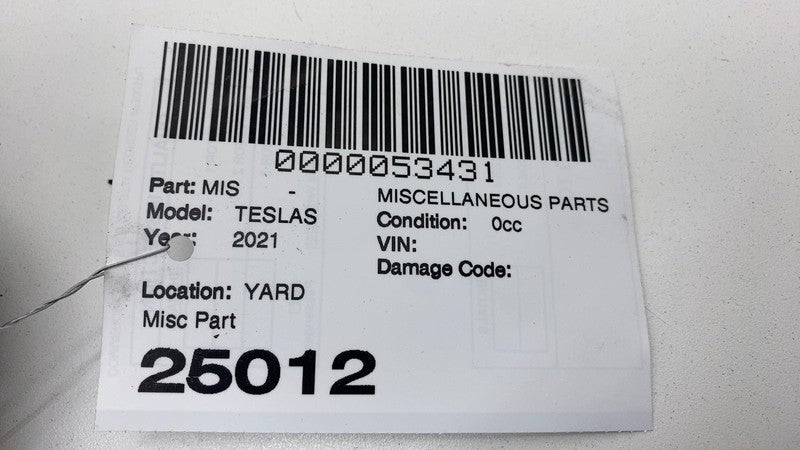 0000053431
Part: MIS - MISCELLANEOUS PARTS
Model: TESLAS Condition: 0cc
Year: 2021 VIN:
Damage Code:
Location: YARD
Misc Part
25012